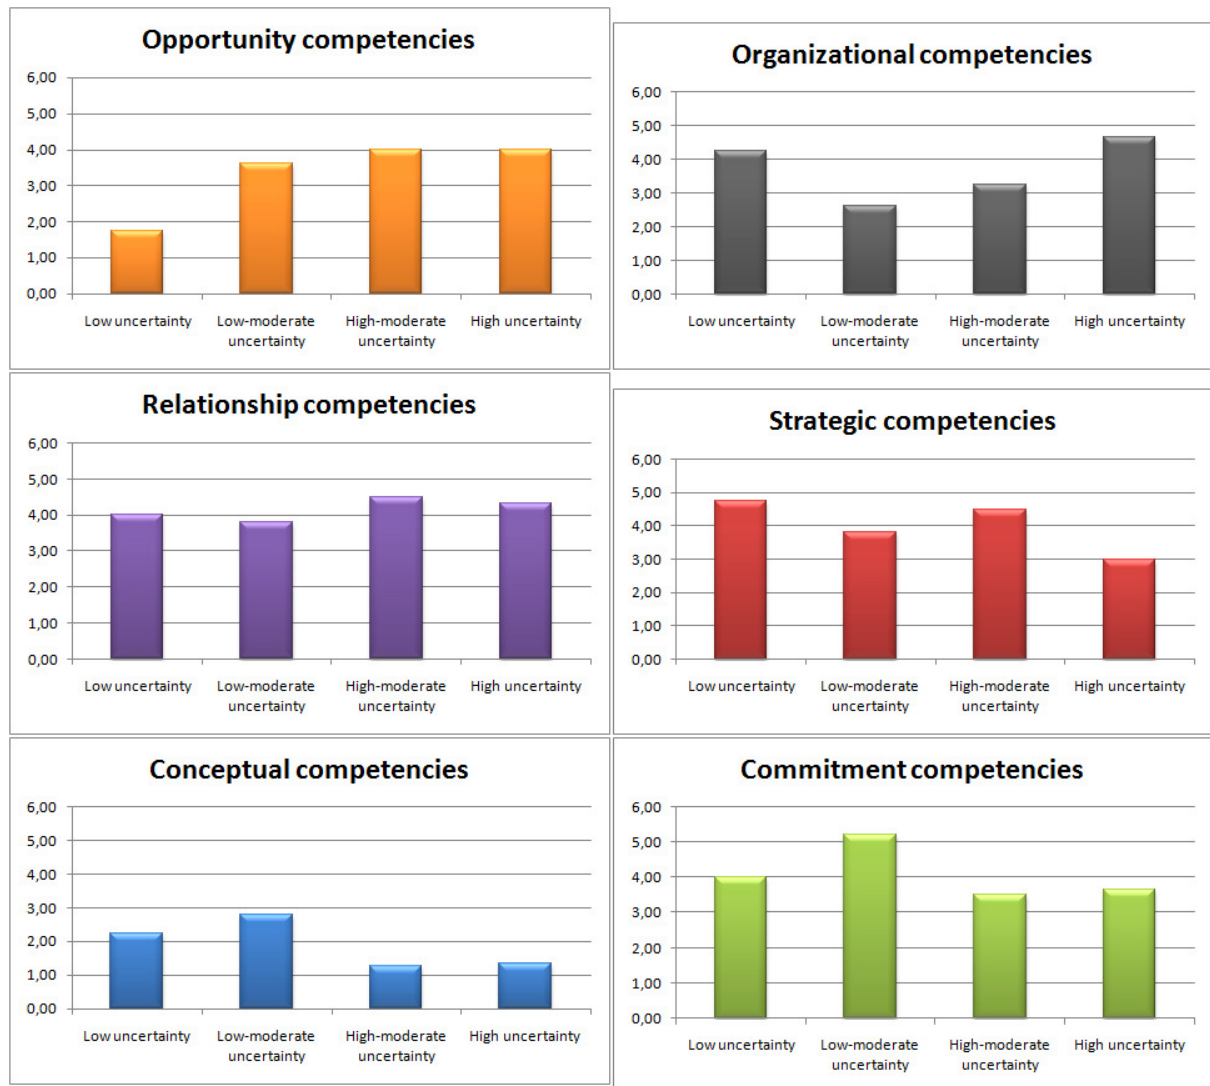 Opportunity competencies
6,00
5,00
4,00
3,00
2,00
1,00
0,00
Low uncertainty
Low-moderate
uncertainty
High-moderate
uncertainty
High uncertainty
Organizational competencies
6,00
5,00
4,00
3,00
2,00
1,00
0,00
Low uncertainty
Low-moderate
uncertainty
High-moderate
uncertainty
High uncertainty
Relationship competencies
6,00
5,00
4,00
3,00
2,00
1,00
0,00
Low uncertainty
Low-moderate
uncertainty
High-moderate
uncertainty
High uncertainty
Strategic competencies
6,00
5,00
4,00
3,00
2,00
1,00
0,00
Low uncertainty
Low-moderate
uncertainty
High-moderate
uncertainty
High uncertainty
Conceptual competencies
6,00
5,00
4,00
3,00
2,00
1,00
0,00
Low uncertainty
Low-moderate
uncertainty
High-moderate
uncertainty
High uncertainty
Commitment competencies
6,00
5,00
4,00
3,00
2,00
1,00
0,00
Low uncertainty
Low-moderate
uncertainty
High-moderate
uncertainty
High uncertainty